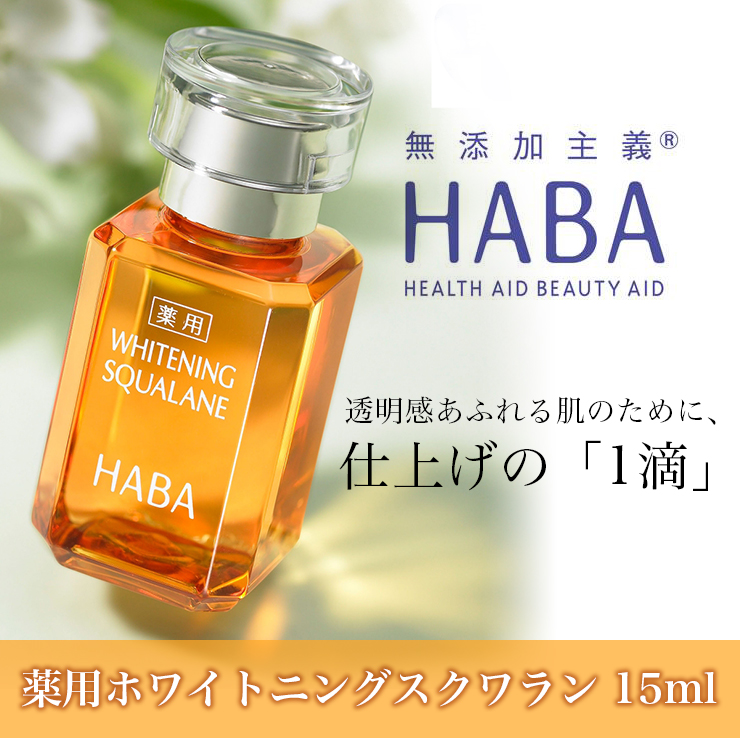 無添加主義®
HABA
HEALTH AID BEAUTY AID
薬用
WHITENING
SQUALANE
HABA
透明感あふれる肌のために、
仕上げの「1滴」
薬用ホワイトニングスクワラン 15ml